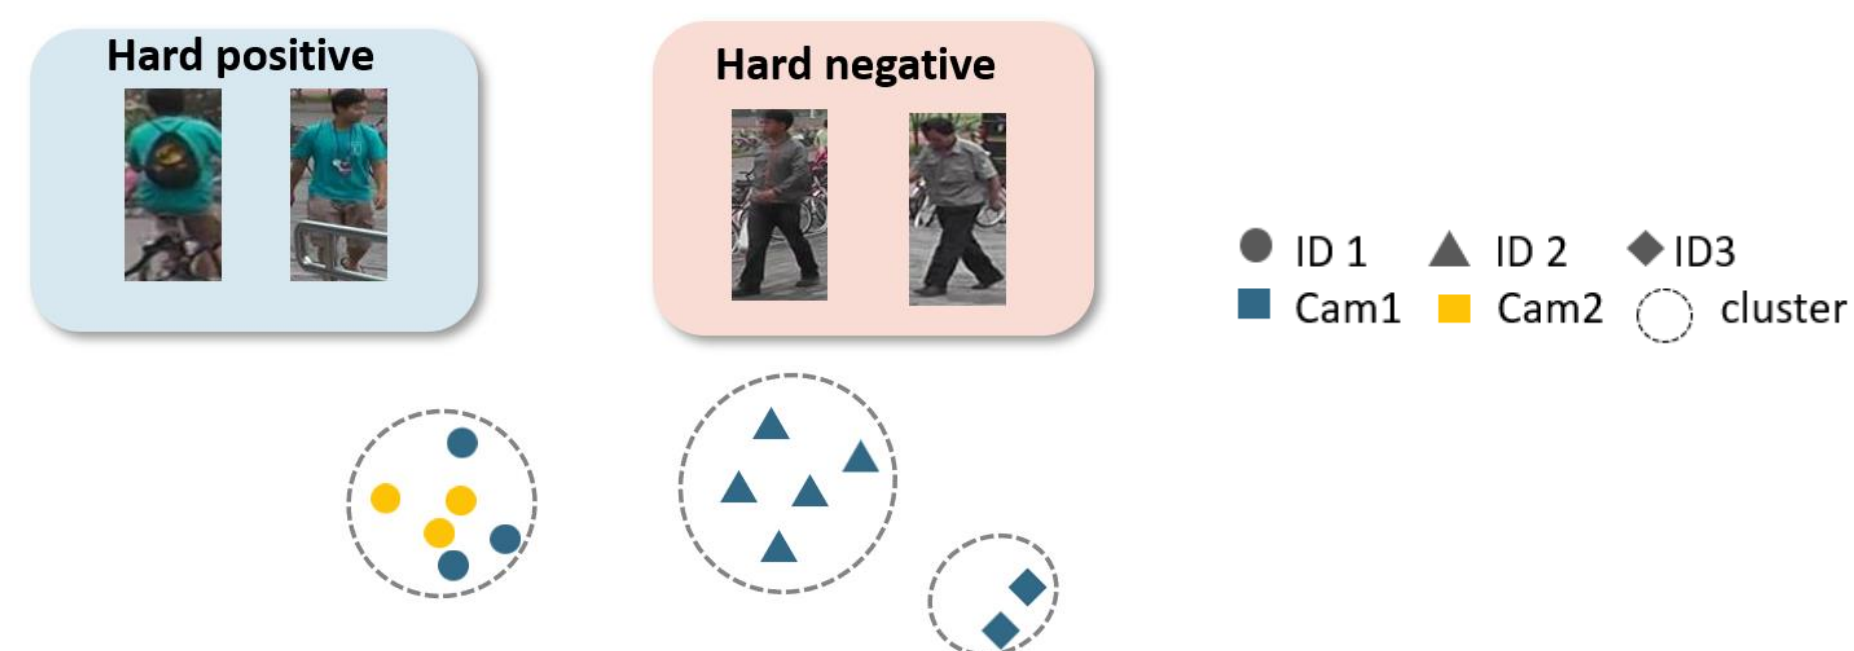 Hard positive
Hard negative
ID 1 ID 2 ID3
Cam1 Cam2 cluster